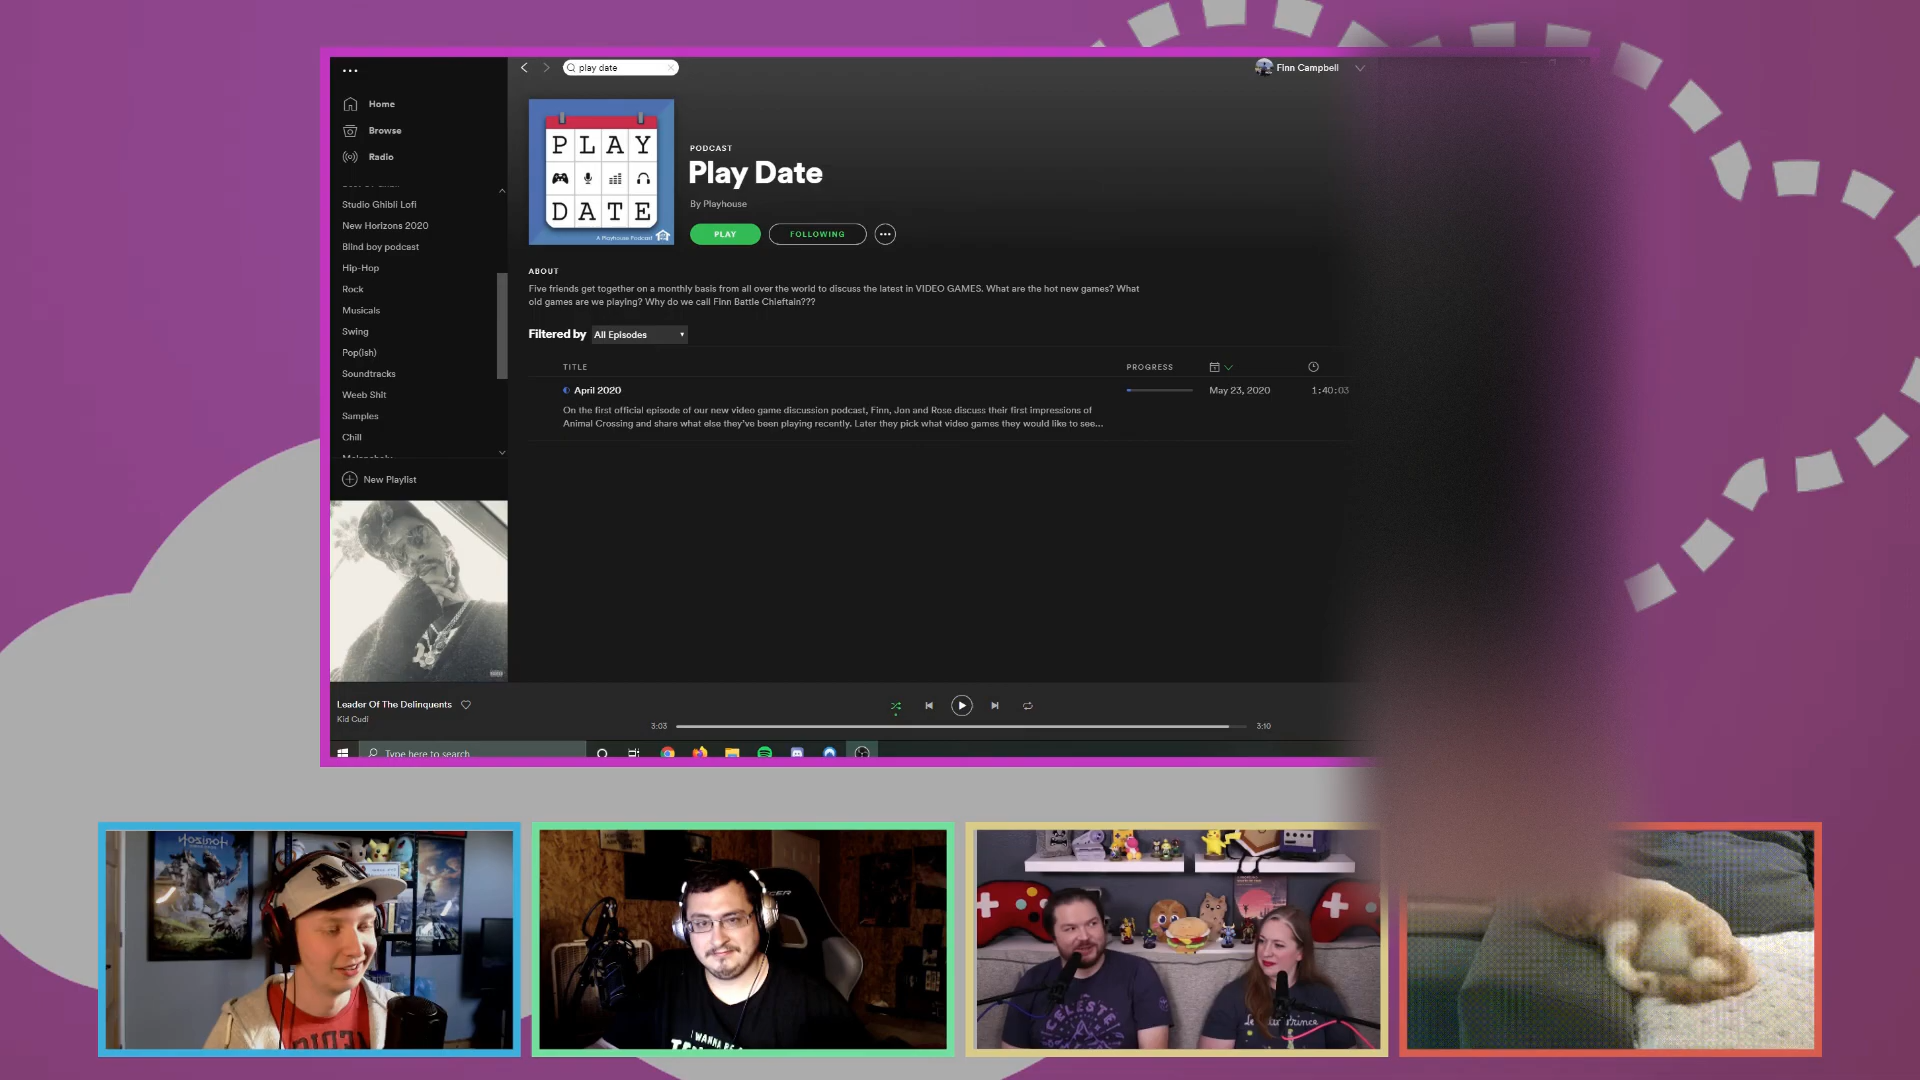 play date
Finn Campbell
Home
Browse
Radio
Studio Ghibli Lofi
New Horizons 2020
Blind boy podcast
Hip-Hop
Rock
Musicals
Swing
Pop(ish)
Soundtracks
Weeb Shit
Samples
Chill
New Playlist
PLAY
DATE
A Playhouse Podcast
PODCAST
Play Date
By Playhouse
PLAY
FOLLOWING
ABOUT
Five friends get together on a monthly basis from all over the world to discuss the latest in VIDEO GAMES. What are the hot new games? What
old games are we playing? Why do we call Finn Battle Chieftain???
Filtered by All Episodes
TITLE PROGRESS
April 2020 May 23, 2020 1:40:03
On the first official episode of our new video game discussion podcast, Finn, Jon and Rose discuss their first impressions of
Animal Crossing and share what else they've been playing recently. Later they pick what video games they would like to see...
Leader Of The Delinquents
Kid Cudi
3:03 3:10
Type here to search
CELESTE
I WANNA BE